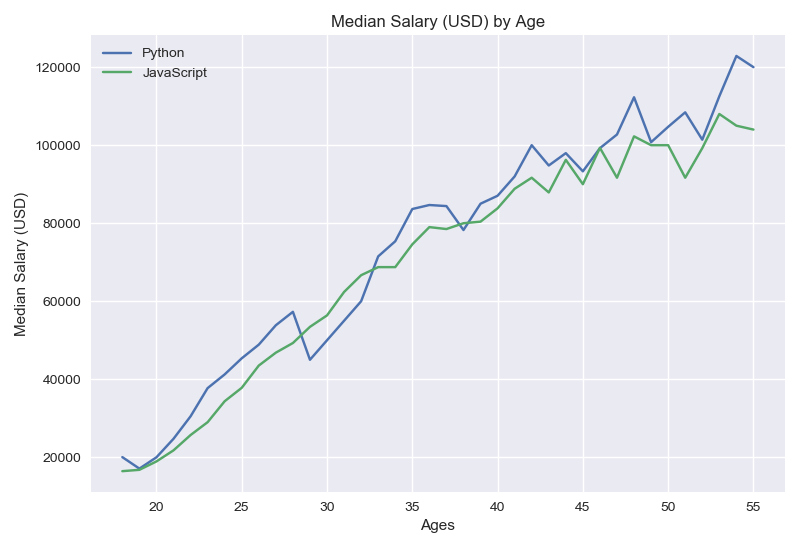 Median Salary (USD) by Age
Python
JavaScript
120000
100000
80000
60000
40000
20000
Median Salary (USD)
20 25 30 35 40 45 50 55
Ages